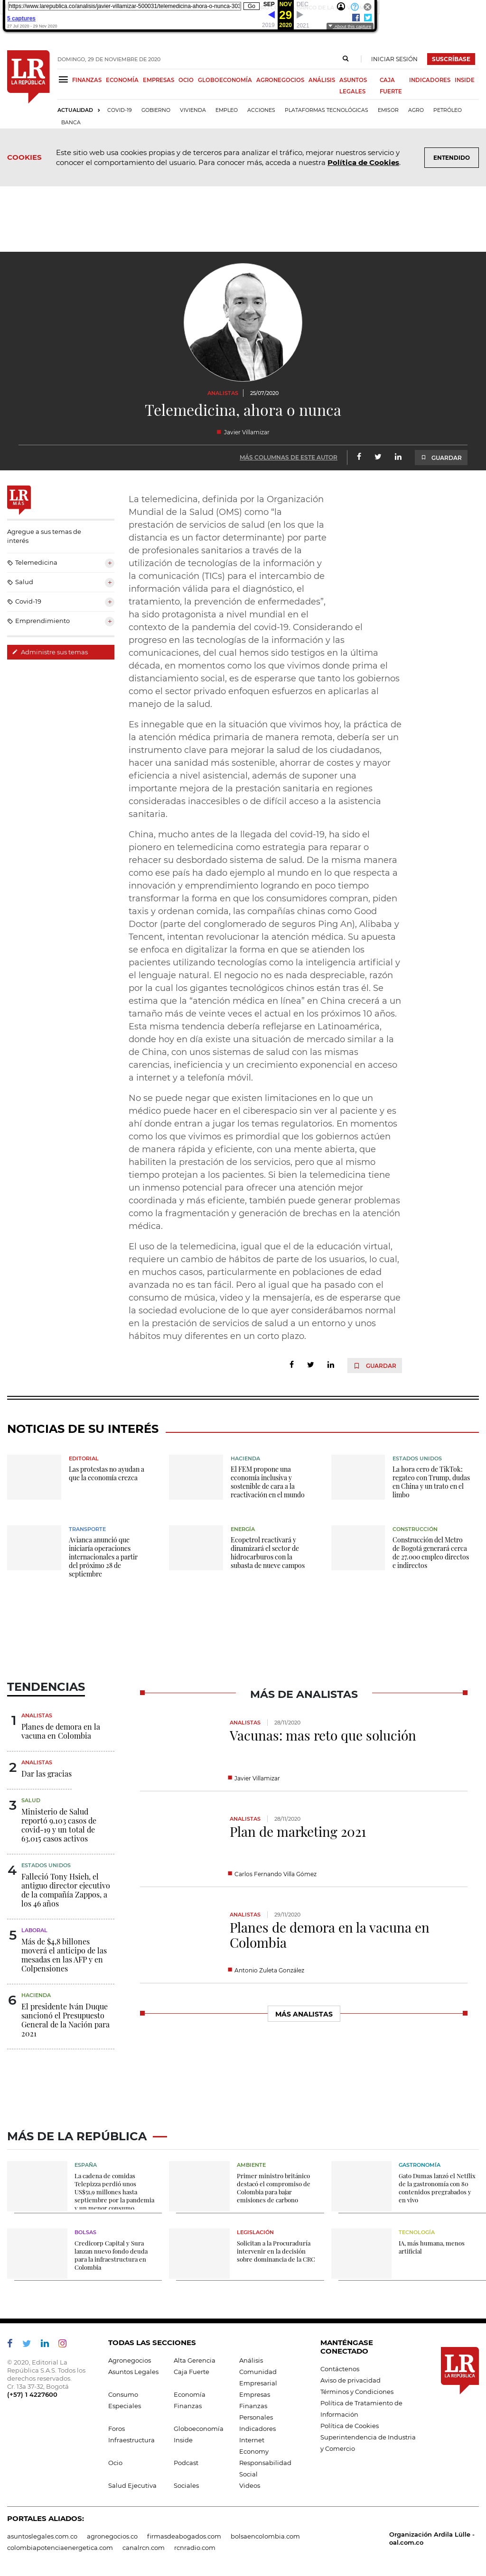 https://www.larepublica.co/analisis/javier-villamizar-500031/telemedicina-ahora-o-nunca-303
Go
SEP NOV DEC
29
2019 2020 2021
5 captures
27 Jul 2020 - 29 Nov 2020
About this capture
LR
LA REPÚBLICA
DOMINGO, 29 DE NOVIEMBRE DE 2020
INICIAR SESIÓN
SUSCRÍBASE
FINANZAS ECONOMÍA EMPRESAS OCIO GLOBOECONOMÍA AGRONEGOCIOS ANÁLISIS ASUNTOS LEGALES CAJA FUERTE INDICADORES INSIDE
ACTUALIDAD COVID-19 GOBIERNO VIVIENDA EMPLEO ACCIONES PLATAFORMAS TECNOLÓGICAS EMISOR AGRO PETRÓLEO
BANCA
COOKIES
Este sitio web usa cookies propias y de terceros para analizar el tráfico, mejorar nuestros servicio y conocer el comportamiento del usuario. Para conocer más, acceda a nuestra Política de Cookies.
ENTENDIDO
ANALISTAS 25/07/2020
Telemedicina, ahora o nunca
Javier Villamizar
MÁS COLUMNAS DE ESTE AUTOR
GUARDAR
LR
MÁS
Agregue a sus temas de interés
Telemedicina +
Salud +
Covid-19 +
Emprendimiento +
Administre sus temas
La telemedicina, definida por la Organización
Mundial de la Salud (OMS) como “la
prestación de servicios de salud (en los que la
distancia es un factor determinante) por parte
de profesionales sanitarios a través de la
utilización de las tecnologías de la información y
la comunicación (TICs) para el intercambio de
información válida para el diagnóstico, el
tratamiento, la prevención de enfermedades”,
ha sido protagonista a nivel mundial en el
contexto de la pandemia del covid-19. Considerando el
progreso en las tecnologías de la información y las
comunicaciones, del cual hemos sido testigos en la última
década, en momentos como los que vivimos donde prima el
distanciamiento social, es de esperarse que tanto los gobiernos
como el sector privado enfoquen esfuerzos en aplicarlas al
manejo de la salud.
Es innegable que en la situación que vivimos hoy, la práctica de
la atención médica primaria de manera remota, debería ser un
instrumento clave para mejorar la salud de los ciudadanos,
hacer una sanidad más sostenible, ahorrar en costes y mayor
eficacia a nivel asistencial, además de suponer una
importante mejora de la prestación sanitaria en regiones
consideradas inaccesibles o de difícil acceso a la asistencia
sanitaria.
China, mucho antes de la llegada del covid-19, ha sido el
pionero en telemedicina como estrategia para reparar o
rehacer su desbordado sistema de salud. De la misma manera
como ese país ha sido un ejemplo en lo que respecta a
innovación y emprendimiento logrando en poco tiempo
transformar la forma en que los consumidores compran, piden
taxis y ordenan comida, las compañías chinas como Good
Doctor (parte del conglomerado de seguros Ping An), Alibaba y
Tencent, intentan revolucionar la atención médica. Su apuesta
se enfoca en digitalizar la forma en que se atienden los
pacientes utilizando tecnologías como la inteligencia artificial y
el lenguaje natural. El negocio no es nada despreciable, razón
por la cual los gigantes tecnológicos chinos están tras él. Se
estima que la “atención médica en línea” en China crecerá a un
tamaño más de veinte veces el actual en los próximos 10 años.
Esta misma tendencia debería reflejarse en Latinoamérica,
donde hoy en día existe una gran oportunidad de innovación,
con unos sistemas de salud con las mismas
carencias, ineficiencia y un crecimiento exponencial en acceso
a internet y a telefonía móvil.
No se puede negar que existen limitaciones en lo que un
médico puede hacer en el ciberespacio sin ver al paciente y es
ahí donde entran a jugar los temas regulatorios. En momentos
como los que vivimos es primordial que los gobiernos actúen
de manera rápida y eficiente, con una mente abierta, que
habiliten la prestación de los servicios, pero que al mismo
tiempo protejan a los pacientes. Si bien la telemedicina tiene
un inmenso potencial para ofrecer una atención mejor
coordinada y más eficiente, también puede generar problemas
como la fragmentación y generación de brechas en el cuidado
médico.
El uso de la telemedicina, igual que el de la educación virtual,
requiere un cambio de hábitos de parte de los usuarios, lo cual,
en muchos casos, particularmente en poblaciones edad edad
avanzada no es tan fácil. Pero al igual que ha pasado con el
consumo de música, video y la mensajería, es de esperarse que
la sociedad evolucione de lo que ayer considerábamos normal
en la prestación de servicios de salud a un entorno y unos
hábitos muy diferentes en un corto plazo.
GUARDAR
NOTICIAS DE SU INTERÉS
EDITORIAL
Las protestas no ayudan a que la economía crezca
HACIENDA
El FEM propone una economía inclusiva y sostenible de cara a la reactivación en el mundo
ESTADOS UNIDOS
La hora cero de TikTok: regateo con Trump, dudas en China y un trato en el limbo
TRANSPORTE
Avianca anunció que iniciaría operaciones internacionales a partir del próximo 28 de septiembre
ENERGÍA
Ecopetrol reactivará y dinamizará el sector de hidrocarburos con la subasta de nueve campos
CONSTRUCCIÓN
Construcción del Metro de Bogotá generará cerca de 27.000 empleo directos e indirectos
TENDENCIAS
1 ANALISTAS
Planes de demora en la vacuna en Colombia
2 ANALISTAS
Dar las gracias
3 SALUD
Ministerio de Salud reportó 9.103 casos de covid-19 y un total de 63.015 casos activos
4 ESTADOS UNIDOS
Falleció Tony Hsieh, el antiguo director ejecutivo de la compañía Zappos, a los 46 años
5 LABORAL
Más de $4,8 billones moverá el anticipo de las mesadas en las AFP y en Colpensiones
6 HACIENDA
El presidente Iván Duque sancionó el Presupuesto General de la Nación para 2021
MÁS DE ANALISTAS
ANALISTAS 28/11/2020
Vacunas: mas reto que solución
Javier Villamizar
ANALISTAS 28/11/2020
Plan de marketing 2021
Carlos Fernando Villa Gómez
ANALISTAS 29/11/2020
Planes de demora en la vacuna en Colombia
Antonio Zuleta González
MÁS ANALISTAS
MÁS DE LA REPÚBLICA
ESPAÑA
La cadena de comidas Telepizza perdió unos US$51,9 millones hasta septiembre por la pandemia y un menor consumo
AMBIENTE
Primer ministro británico destacó el compromiso de Colombia para bajar emisiones de carbono
GASTRONOMÍA
Gato Dumas lanzó el Netflix de la gastronomía con 80 contenidos pregrabados y en vivo
BOLSAS
Credicorp Capital y Sura lanzan nuevo fondo deuda para la infraestructura en Colombia
LEGISLACIÓN
Solicitan a la Procuraduría intervenir en la decisión sobre dominancia de la CRC
TECNOLOGÍA
IA, más humana, menos artificial
© 2020, Editorial La República S.A.S. Todos los derechos reservados.
Cr. 13a 37-32, Bogotá
(+57) 1 4227600
TODAS LAS SECCIONES
Agronegocios Alta Gerencia Análisis
Asuntos Legales Caja Fuerte Comunidad Empresarial
Consumo Economía Empresas
Especiales Finanzas Finanzas Personales
Foros Globoeconomía Indicadores
Infraestructura Inside Internet Economy
Ocio Podcast Responsabilidad Social
Salud Ejecutiva Sociales Videos
MANTÉNGASE CONECTADO
Contáctenos
Aviso de privacidad
Términos y Condiciones
Política de Tratamiento de Información
Política de Cookies
Superintendencia de Industria y Comercio
LR
LA REPÚBLICA
PORTALES ALIADOS:
asuntoslegales.com.co agronegocios.co firmasdeabogados.com bolsaencolombia.com
colombiapotenciaenergetica.com canalrcn.com rcnradio.com
Organización Ardila Lülle - oal.com.co